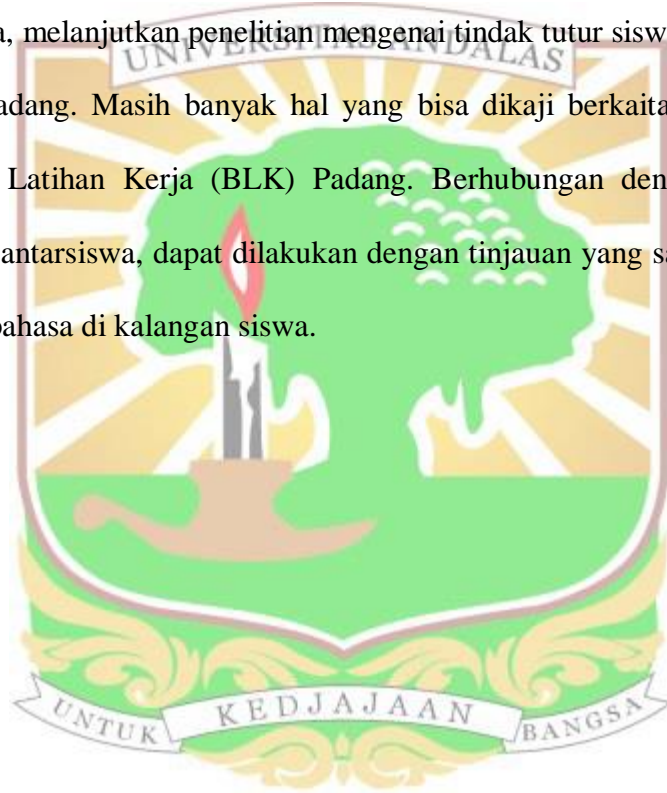 a, melanjutkan penelitian mengenai tindak tutur sisw
UNIVERSITAS ANDALAS
adang. Masih banyak hal yang bisa dikaji berkaita
Latihan Kerja (BLK) Padang. Berhubungan den
antarsiswa, dapat dilakukan dengan tinjauan yang sa
bahasa di kalangan siswa.
UNTUK KEDJAJAAN BANGSA